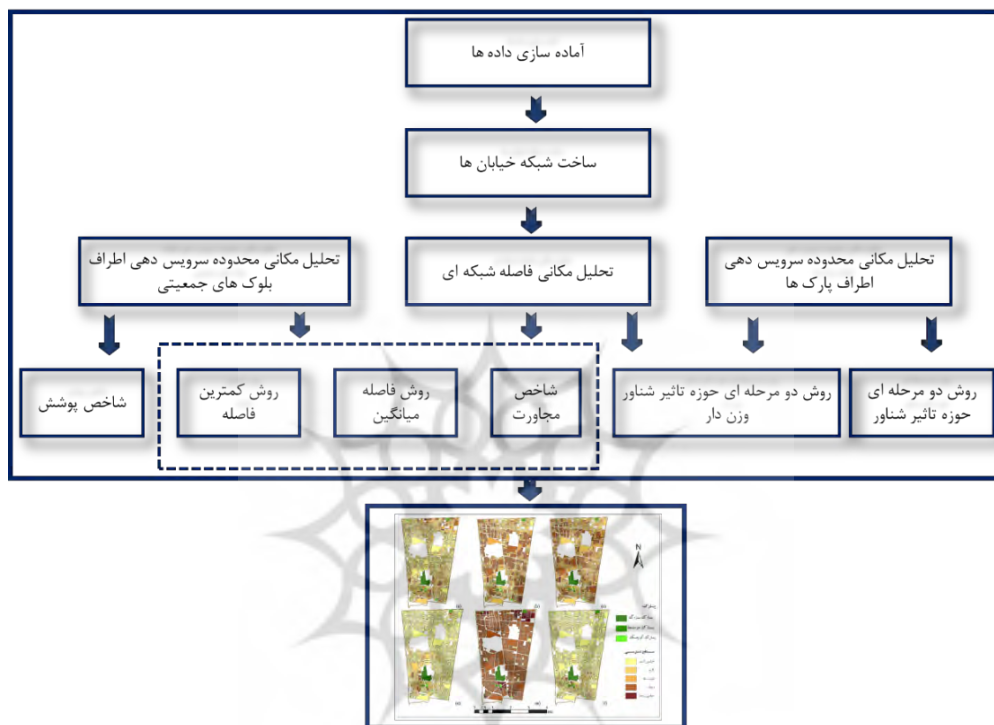 آماده سازی داده ها
ساخت شبکه خیابان ها
تحلیل مکانی محدوده سرویس دهی
اطراف پارک ها
تحلیل مکانی فاصله شبکه ای
تحلیل مکانی محدوده سرویس دهی اطراف
بلوک های جمعیتی
روش دو مرحله ای
حوزه تاثیر شناور
روش دو مرحله ای حوزه تاثیر شناور
وزن دار
شاخص
مجاورت
روش فاصله
میانگین
روش کمترین
فاصله
شاخص پوشش
N